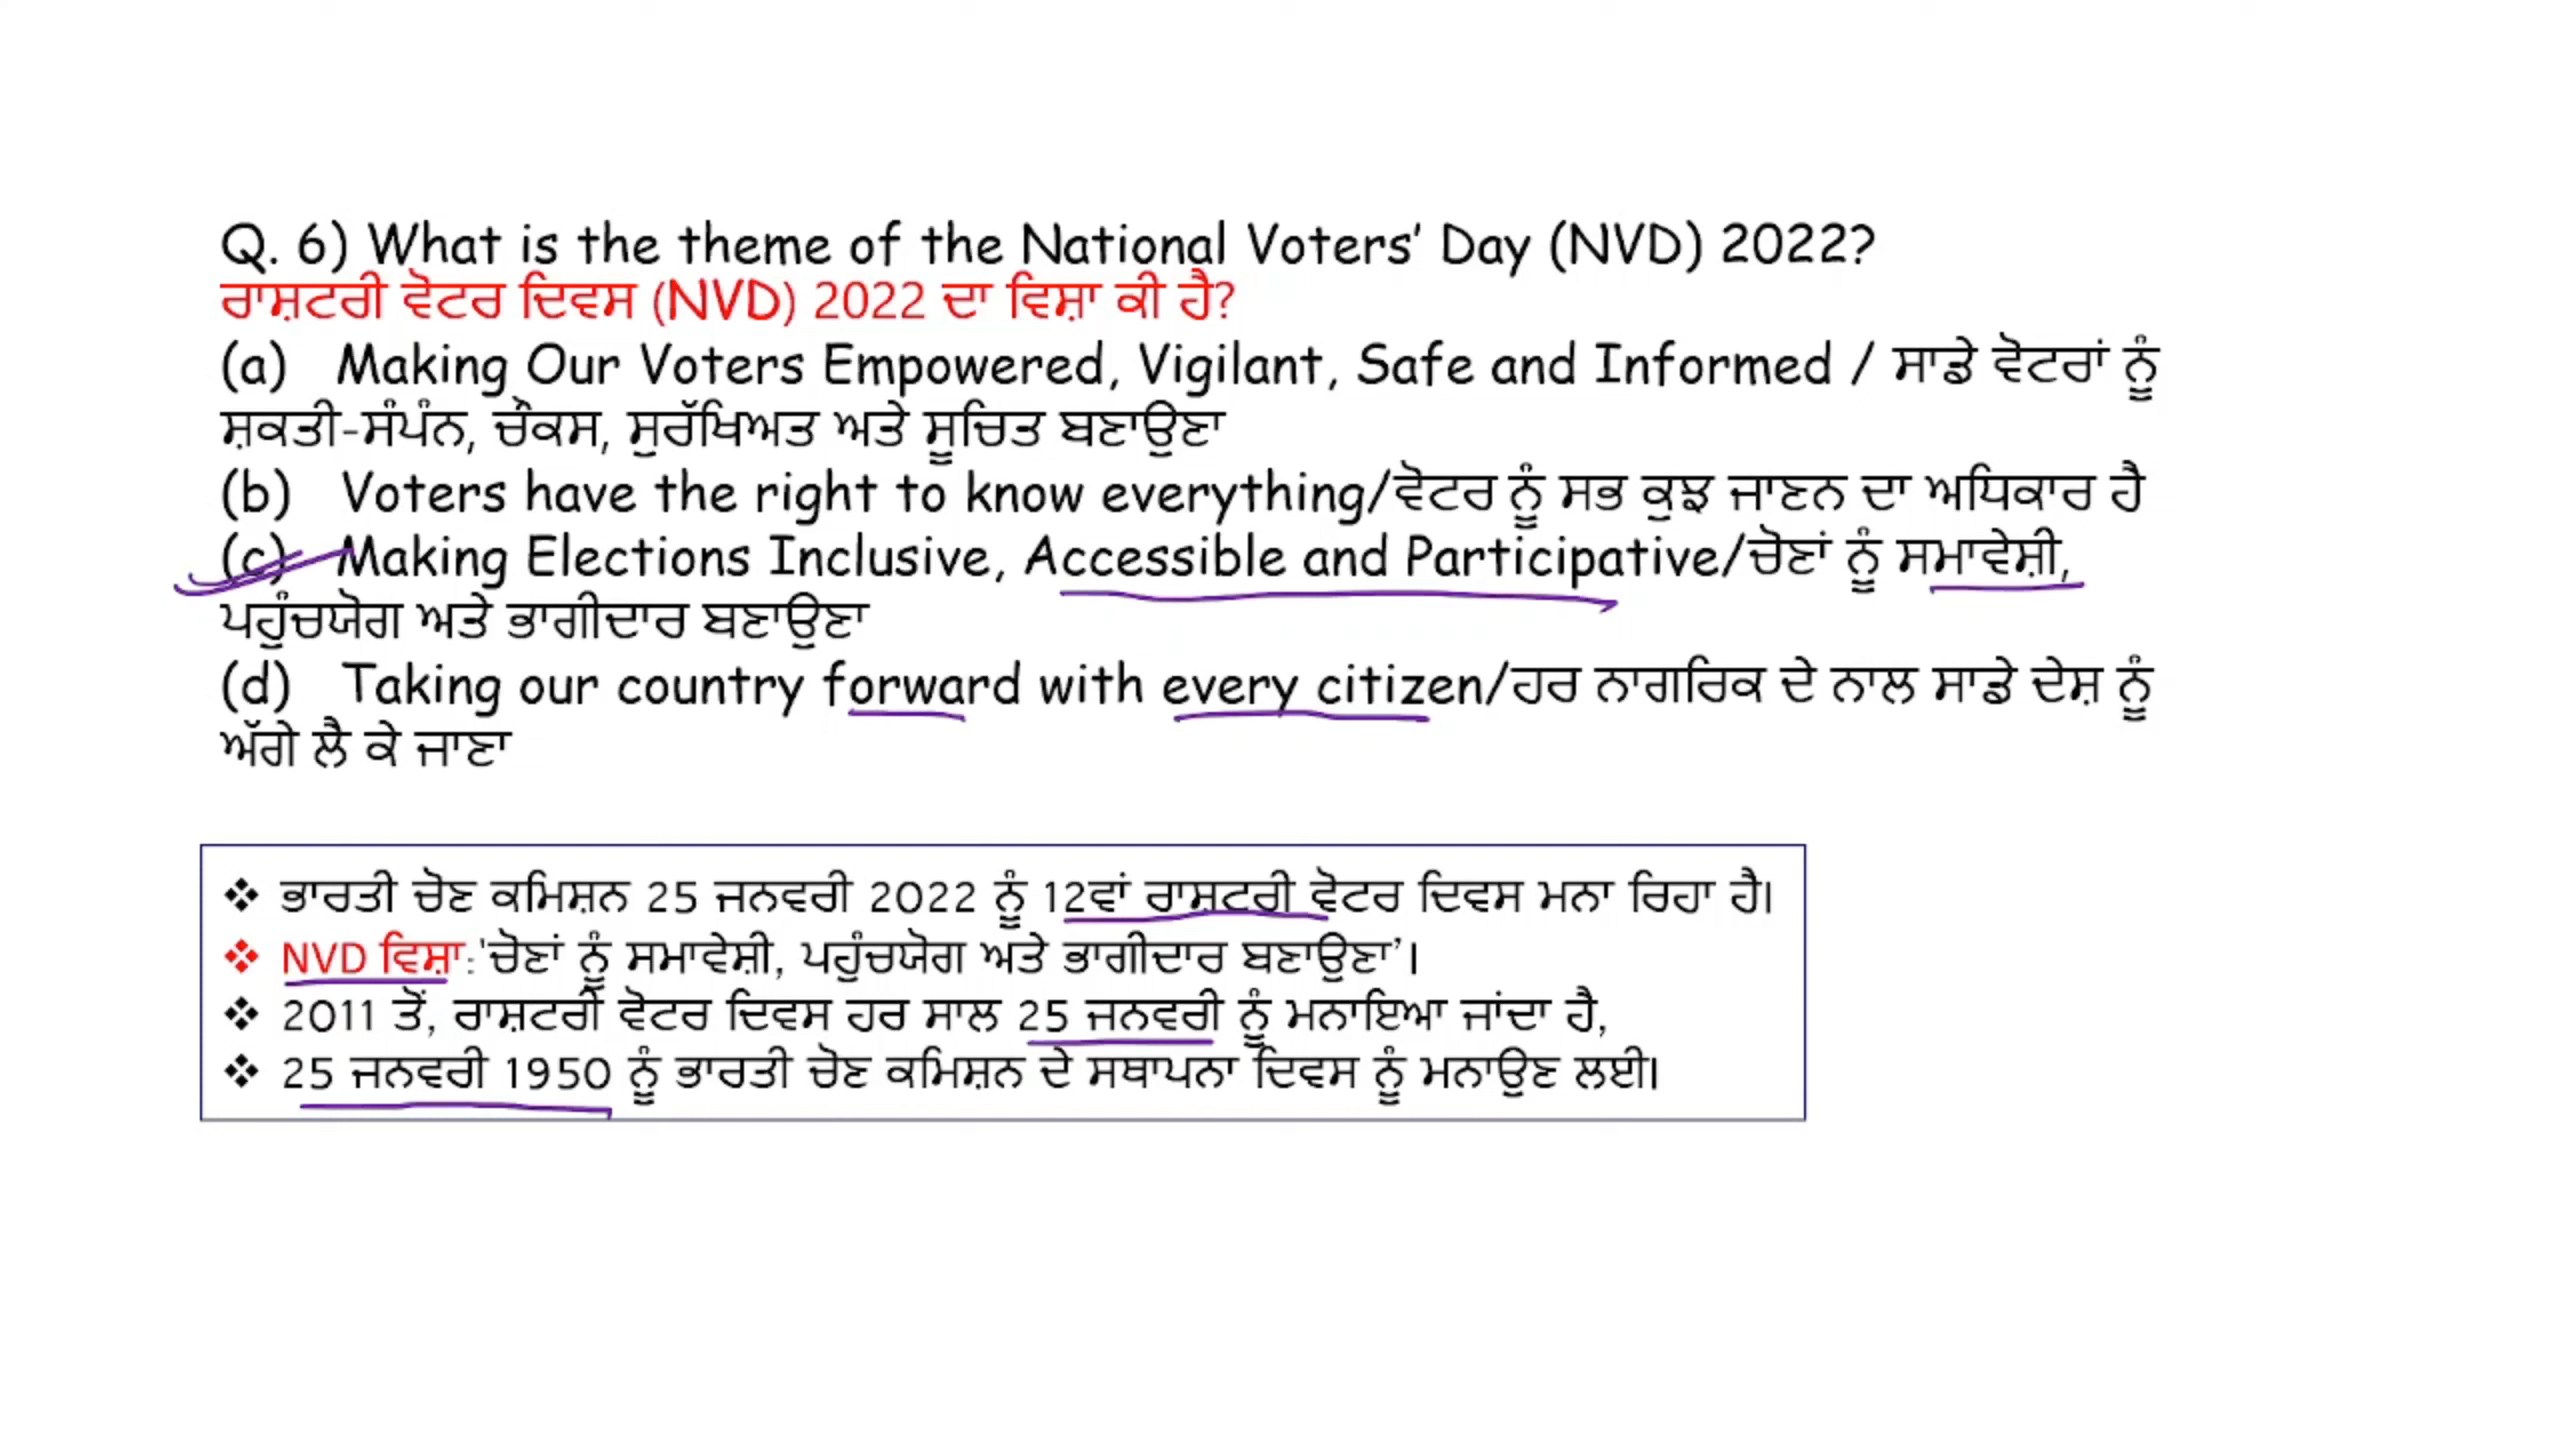 Q. 6) What is the theme of the National Voters’ Day (NVD) 2022?
ਰਾਸ਼ਟਰੀ ਵੋਟਰ ਦਿਵਸ (NVD) 2022 ਦਾ ਵਿਸ਼ਾ ਕੀ ਹੈ?
(a) Making Our Voters Empowered, Vigilant, Safe and Informed / ਸਾਡੇ ਵੋਟਰਾਂ ਨੂੰ
ਸ਼ਕਤੀ-ਸੰਪੰਨ, ਚੌਕਸ, ਸੁਰੱਖਿਅਤ ਅਤੇ ਸੂਚਿਤ ਬਣਾਉਣਾ
(b) Voters have the right to know everything/ਵੋਟਰ ਨੂੰ ਸਭ ਕੁਝ ਜਾਣਨ ਦਾ ਅਧਿਕਾਰ ਹੈ
(c) Making Elections Inclusive, Accessible and Participative/ਚੋਣਾਂ ਨੂੰ ਸਮਾਵੇਸ਼ੀ,
ਪਹੁੰਚਯੋਗ ਅਤੇ ਭਾਗੀਦਾਰ ਬਣਾਉਣਾ
(d) Taking our country forward with every citizen/ਹਰ ਨਾਗਰਿਕ ਦੇ ਨਾਲ ਸਾਡੇ ਦੇਸ਼ ਨੂੰ
ਅੱਗੇ ਲੈ ਕੇ ਜਾਣਾ
❖ ਭਾਰਤੀ ਚੋਣ ਕਮਿਸ਼ਨ 25 ਜਨਵਰੀ 2022 ਨੂੰ 12ਵਾਂ ਰਾਸ਼ਟਰੀ ਵੋਟਰ ਦਿਵਸ ਮਨਾ ਰਿਹਾ ਹੈ।
❖ NVD ਵਿਸ਼ਾ: 'ਚੋਣਾਂ ਨੂੰ ਸਮਾਵੇਸ਼ੀ, ਪਹੁੰਚਯੋਗ ਅਤੇ ਭਾਗੀਦਾਰ ਬਣਾਉਣਾ’।
❖ 2011 ਤੋਂ, ਰਾਸ਼ਟਰੀ ਵੋਟਰ ਦਿਵਸ ਹਰ ਸਾਲ 25 ਜਨਵਰੀ ਨੂੰ ਮਨਾਇਆ ਜਾਂਦਾ ਹੈ,
❖ 25 ਜਨਵਰੀ 1950 ਨੂੰ ਭਾਰਤੀ ਚੋਣ ਕਮਿਸ਼ਨ ਦੇ ਸਥਾਪਨਾ ਦਿਵਸ ਨੂੰ ਮਨਾਉਣ ਲਈ।